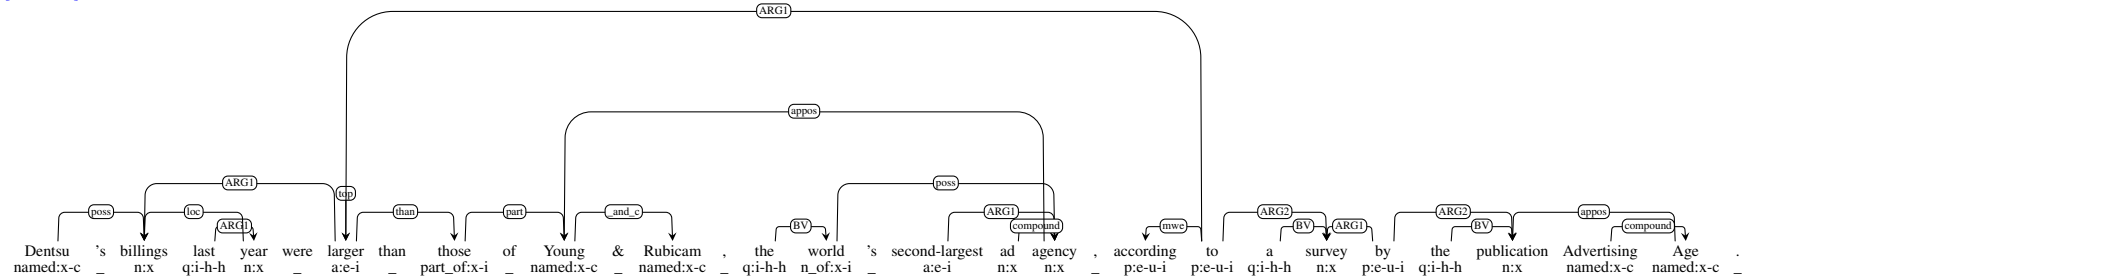 ARG1
appos
ARG1 top poss
poss loc than part _and_c ARG1 ARG2 ARG2 appos
ARG1 BV compound mwe BV ARG1 BV compound
Dentsu 's billings last year were larger than those of Young & Rubicam , the world 's second-largest ad agency , according to a survey by the publication Advertising Age .
named:x-c _ n:x q:i-h-h n:x _ a:e-i _ part_of:x-i _ named:x-c _ named:x-c _ q:i-h-h n_of:x-i _ a:e-i n:x n:x _ p:e-u-i p:e-u-i q:i-h-h n:x p:e-u-i q:i-h-h n:x named:x-c named:x-c _